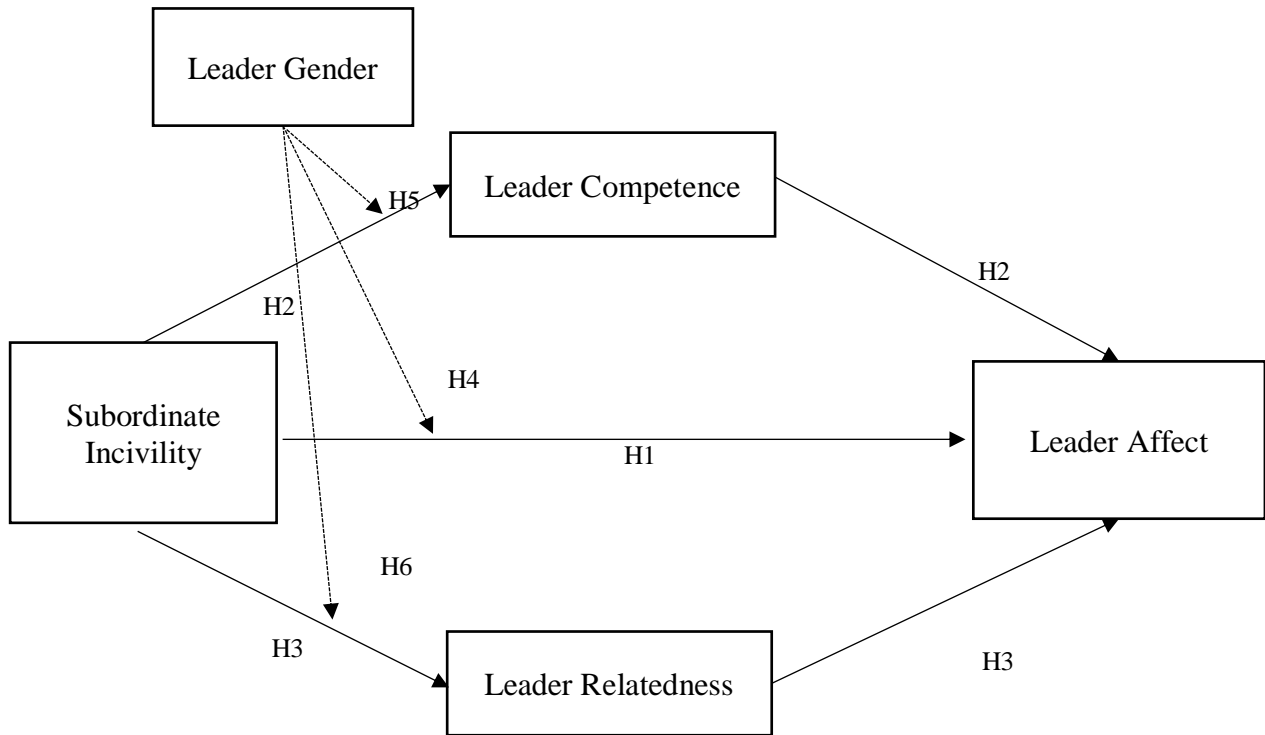 Leader Gender
Leader Competence
H5
H2
H2
H4
Subordinate
Incivility
H1
Leader Affect
H6
H3
H3
Leader Relatedness